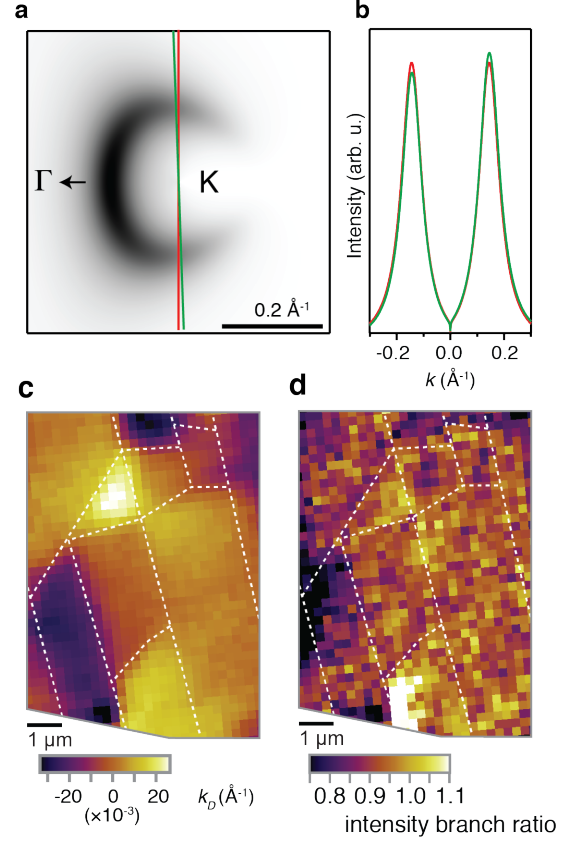 a
b
Γ
K
0.2 Å-1
Intensity (arb. u.)
-0.2
0.0
0.2
k (Å-1)
c
d
1 µm
1 µm
-20
0
20
(×10-3)
kD (Å-1)
0.8
0.9
1.0
1.1
intensity branch ratio